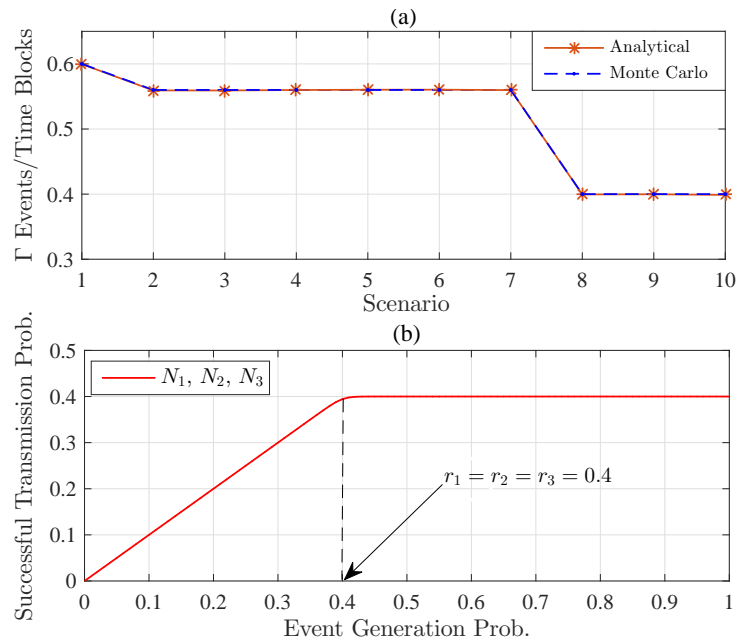 (a)
Γ Events/Time Blocks
0.6
0.5
0.4
0.3
Analytical
Monte Carlo
1 2 3 4 5 6 7 8 9 10
Scenario
(b)
Successful Transmission Prob.
0.5
0.4
0.3
0.2
0.1
0
N₁, N₂, N₃
r₁ = r₂ = r₃ = 0.4
0 0.1 0.2 0.3 0.4 0.5 0.6 0.7 0.8 0.9 1
Event Generation Prob.